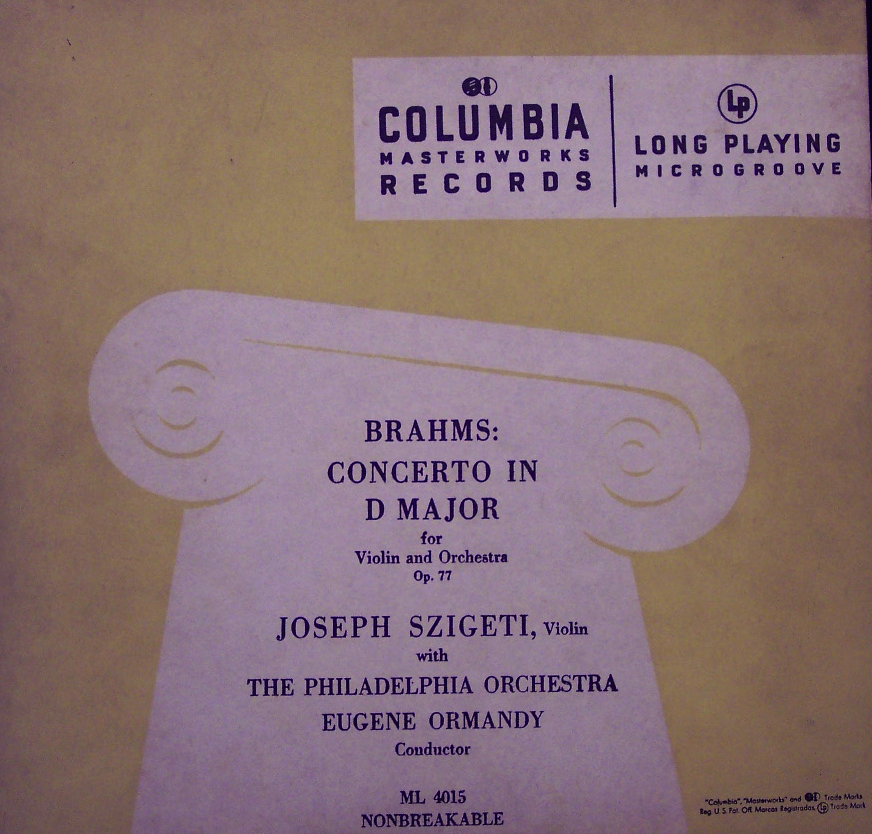 COLUMBIA
MASTERWORKS
RECORDS
Lp
LONG PLAYING
MICROGROOVE
BRAHMS:
CONCERTO IN
D MAJOR
for
Violin and Orchestra
Op. 77
JOSEPH SZIGETI, Violin
with
THE PHILADELPHIA ORCHESTRA
EUGENE ORMANDY
Conductor
ML 4015
NONBREAKABLE
"Columbia", "Masterworks" and Trade Marks
Reg. U. S. Pat. Off. Marcas Registradas Lp Trade Mark